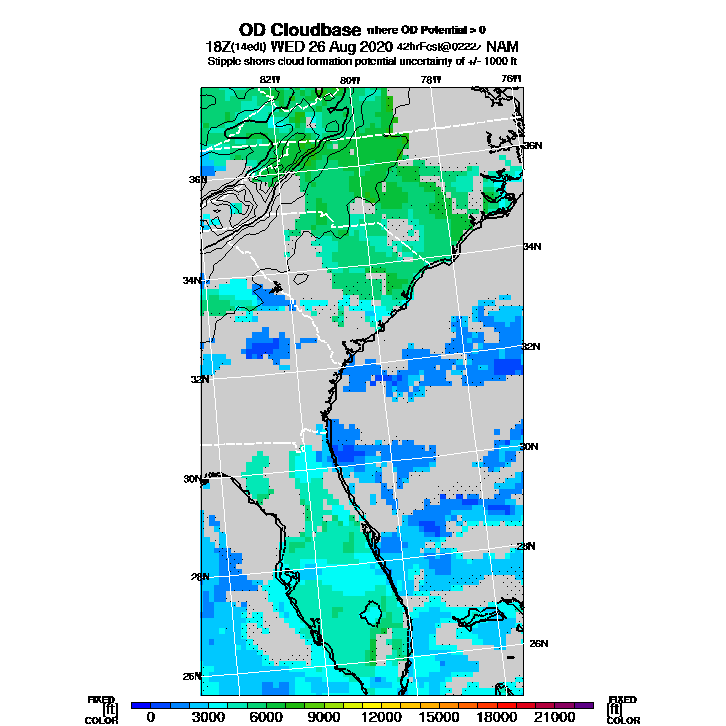 OD Cloudbase where OD Potential > 0
18Z(14edt) WED 26 Aug 2020 42hrFcst@0222z NAM
Stipple shows cloud formation potential uncertainty of +/- 1000 ft
82W 80W 78W 76W
36N
36N
34N
34N
32N
32N
30N
30N
28N
28N
26N
26N
FIXED FIXED
[ft] [ft]
COLOR 0 3000 6000 9000 12000 15000 18000 21000 COLOR